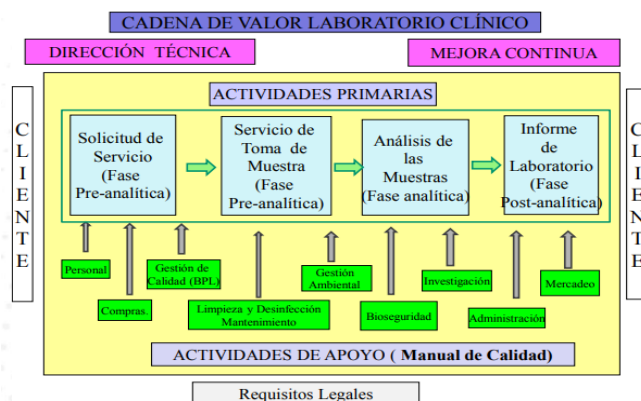 CADENA DE VALOR LABORATORIO CLÍNICO
DIRECCIÓN TÉCNICA
MEJORA CONTINUA
CLIENTE
ACTIVIDADES PRIMARIAS
Solicitud de
Servicio (Fase
Pre-analítica)
Servicio de
Toma de
Muestra
(Fase
Pre-analítica)
Análisis de
las
Muestras
(Fase analítica)
Informe
de
Laboratorio
(Fase
Post-analítica)
CLIENTE
Personal
Compras.
Gestión de
Calidad (BPL)
Limpieza y Desinfección
Mantenimiento
Gestión
Ambiental
Bioseguridad
Investigación
Administración
Mercadeo
ACTIVIDADES DE APOYO ( Manual de Calidad)
Requisitos Legales